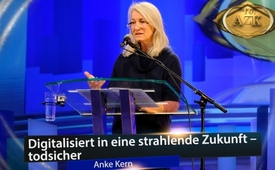 AZK
Digitalisiert in eine strahlende Zukunft –
todsicher
Anke Kern